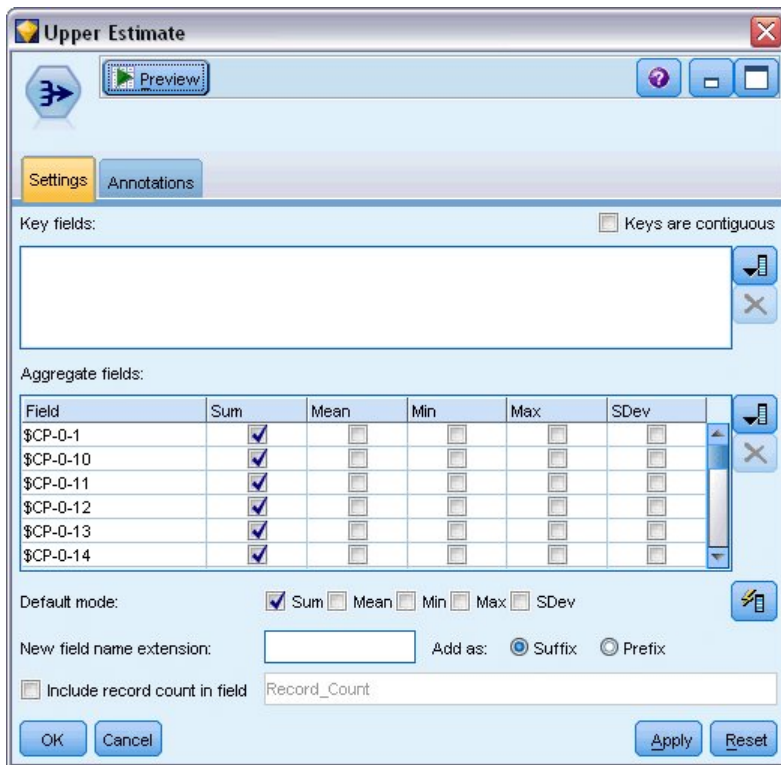 Upper Estimate
Preview
Settings Annotations
Key fields: Keys are contiguous
Aggregate fields:
Field Sum Mean Min Max SDev
$CP-0-1
$CP-0-10
$CP-0-11
$CP-0-12
$CP-0-13
$CP-0-14
Default mode: Sum Mean Min Max SDev
New field name extension: Add as: Suffix Prefix
Include record count in field Record_Count
OK Cancel Apply Reset